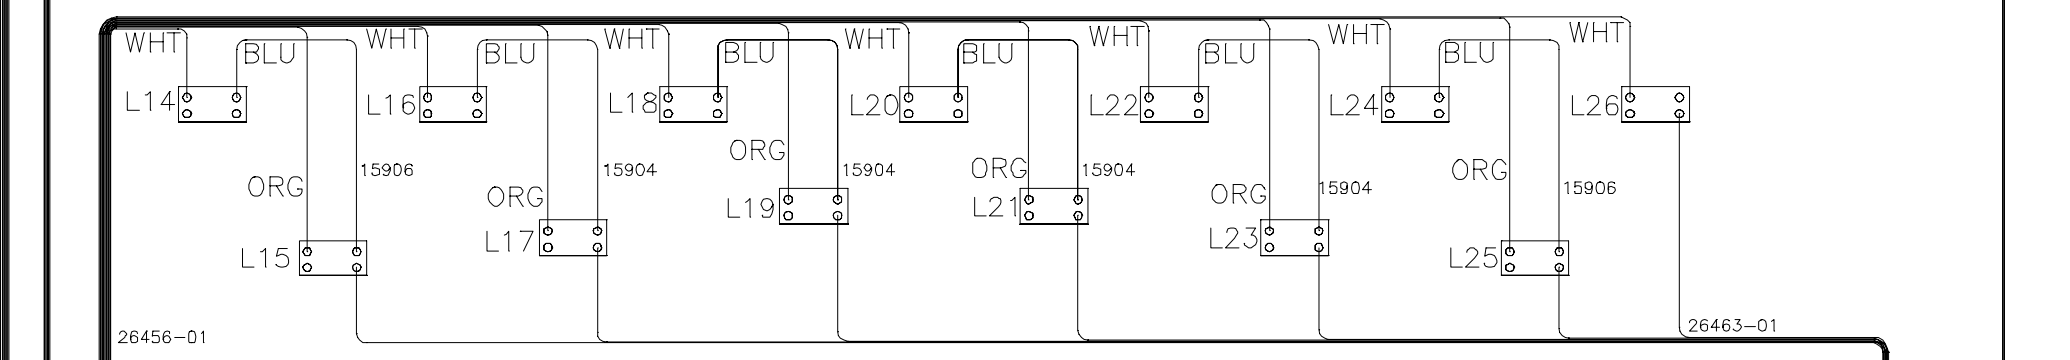 WHT BLU WHT BLU WHT BLU WHT BLU WHT BLU WHT BLU WHT
L14 L16 L18 L20 L22 L24 L26
ORG 15906 ORG 15904 ORG 15904 ORG 15904 ORG 15904 ORG 15906
L15 L17 L19 L21 L23 L25
26456-01 26463-01